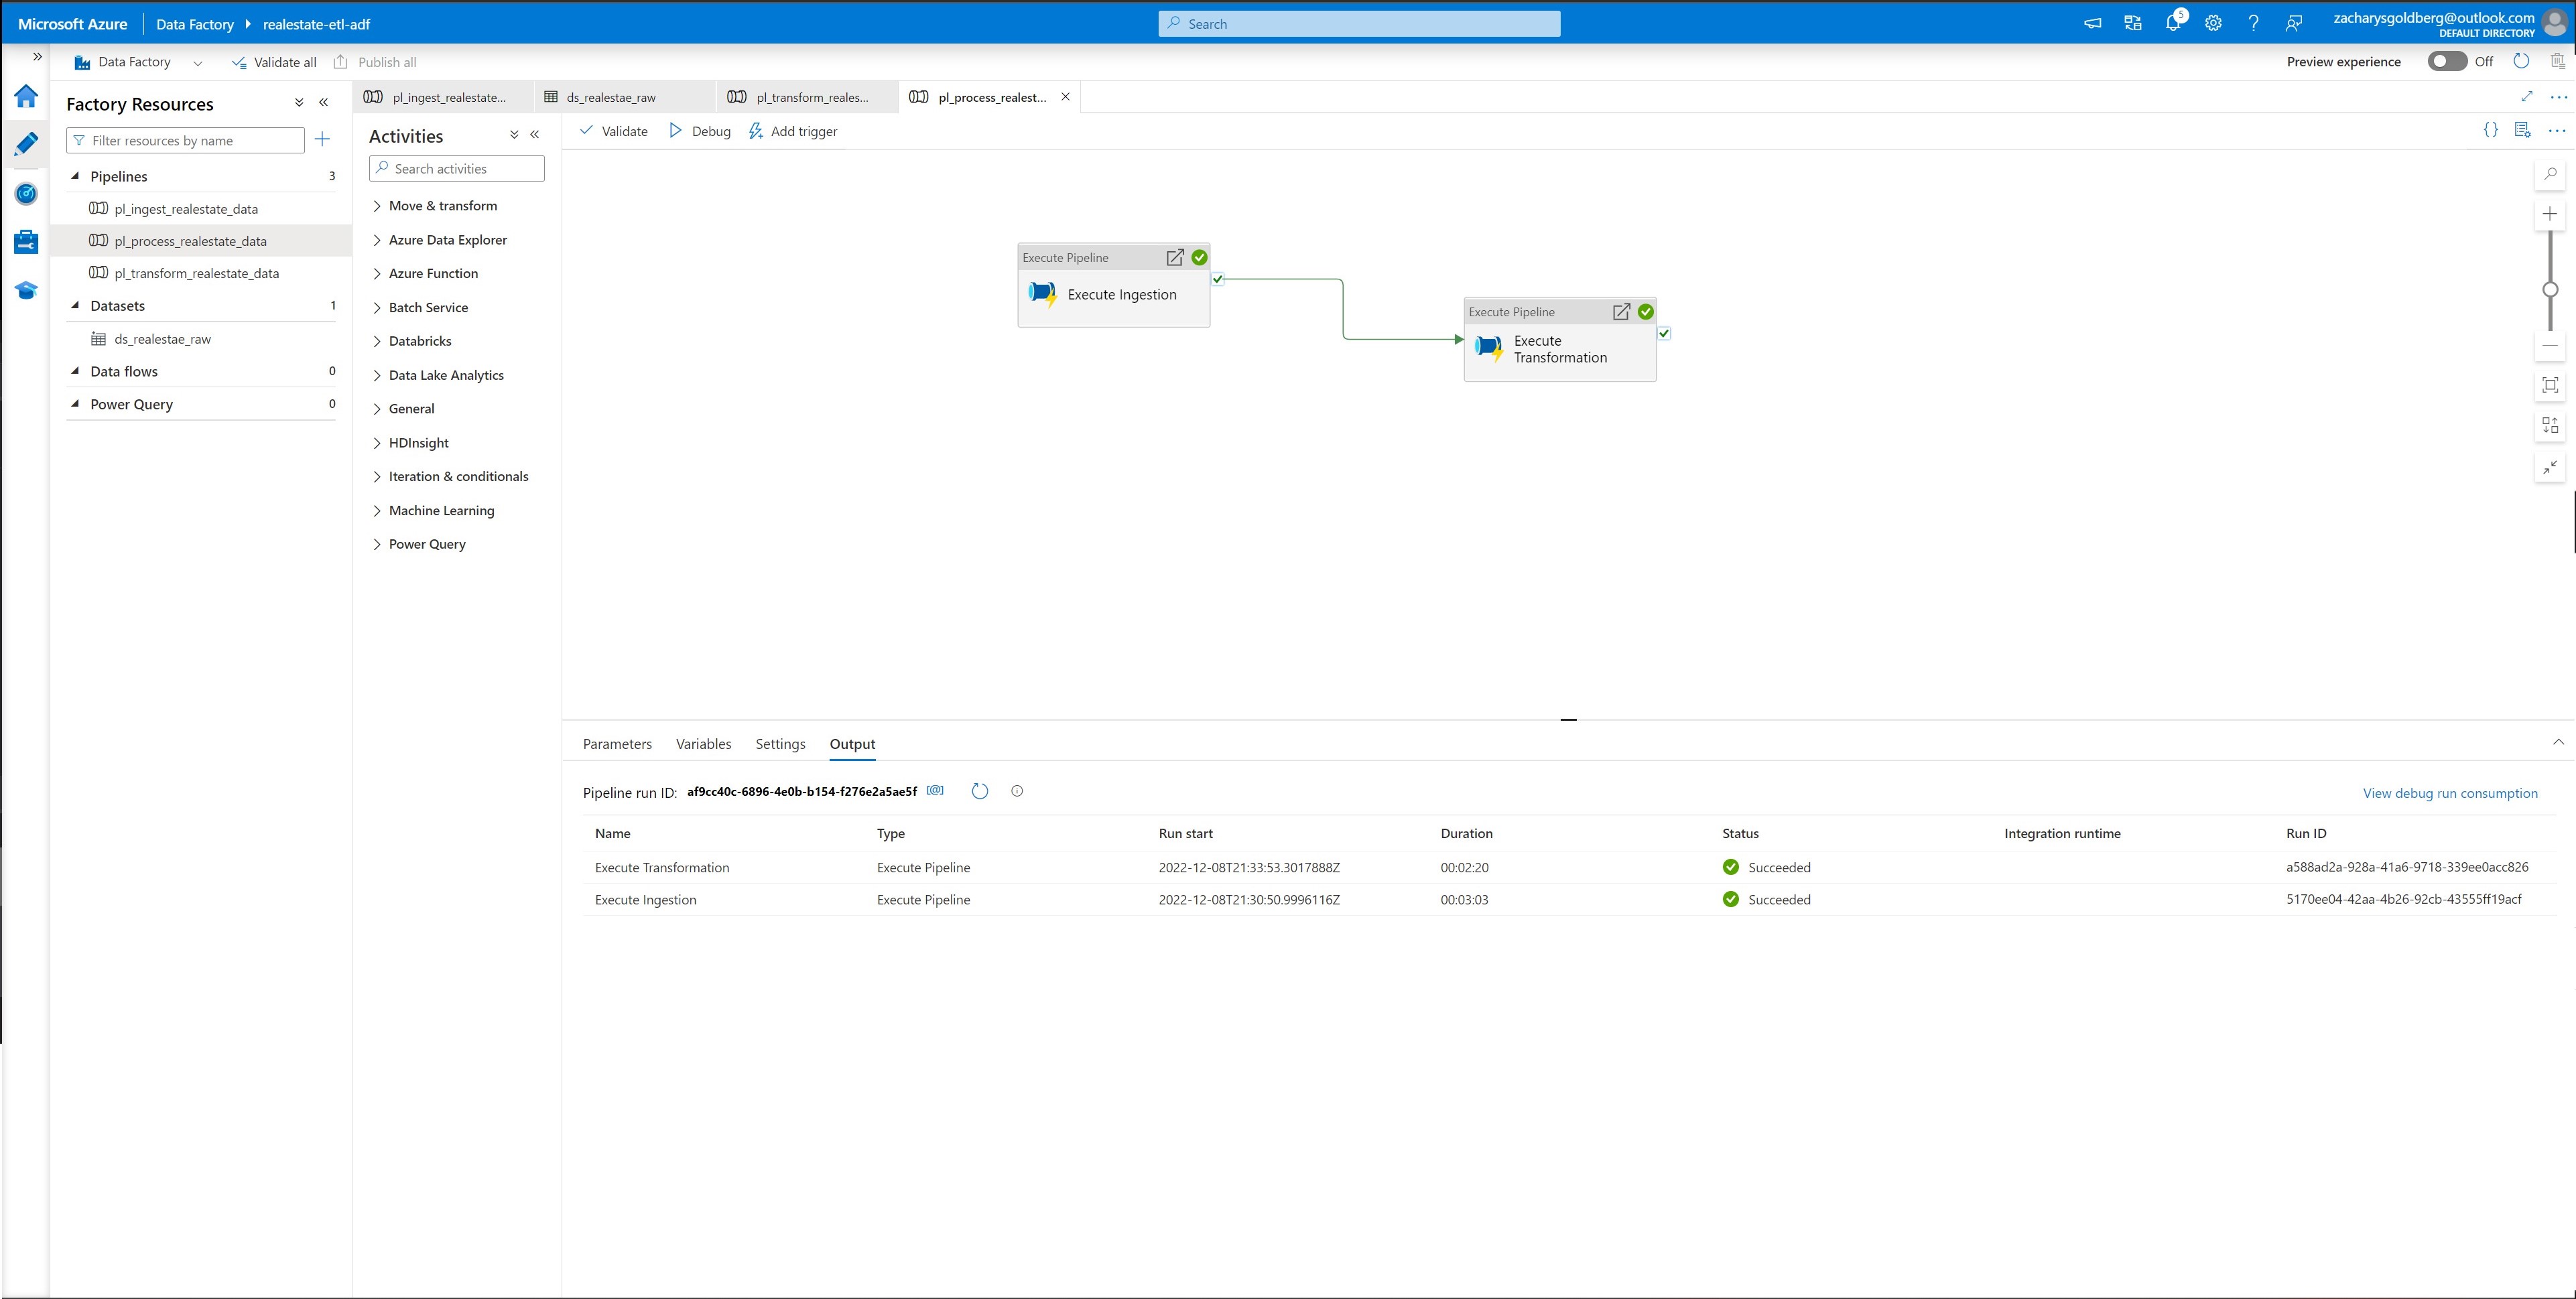 Microsoft Azure Data Factory realestate-etl-adf Search 5 zacharysgoldberg@outlook.com
DEFAULT DIRECTORY
Data Factory Validate all Publish all Preview experience Off
Factory Resources
Filter resources by name
Pipelines 3
pl_ingest_realestate_data
pl_process_realestate_data
pl_transform_realestate_data
Datasets 1
ds_realestae_raw
Data flows 0
Power Query 0
pl_ingest_realestate... ds_realestae_raw pl_transform_reales... pl_process_realest...
Activities
Search activities
Move & transform
Azure Data Explorer
Azure Function
Batch Service
Databricks
Data Lake Analytics
General
HDInsight
Iteration & conditionals
Machine Learning
Power Query
Validate Debug Add trigger
Execute Pipeline
Execute Ingestion
Execute Pipeline
Execute
Transformation
Parameters Variables Settings Output
Pipeline run ID: af9cc40c-6896-4e0b-b154-f276e2a5ae5f View debug run consumption
Name Type Run start Duration Status Integration runtime Run ID
Execute Transformation Execute Pipeline 2022-12-08T21:33:53.3017888Z 00:02:20 Succeeded a588ad2a-928a-41a6-9718-339ee0acc826
Execute Ingestion Execute Pipeline 2022-12-08T21:30:50.9996116Z 00:03:03 Succeeded 5170ee04-42aa-4b26-92cb-43555ff19acf